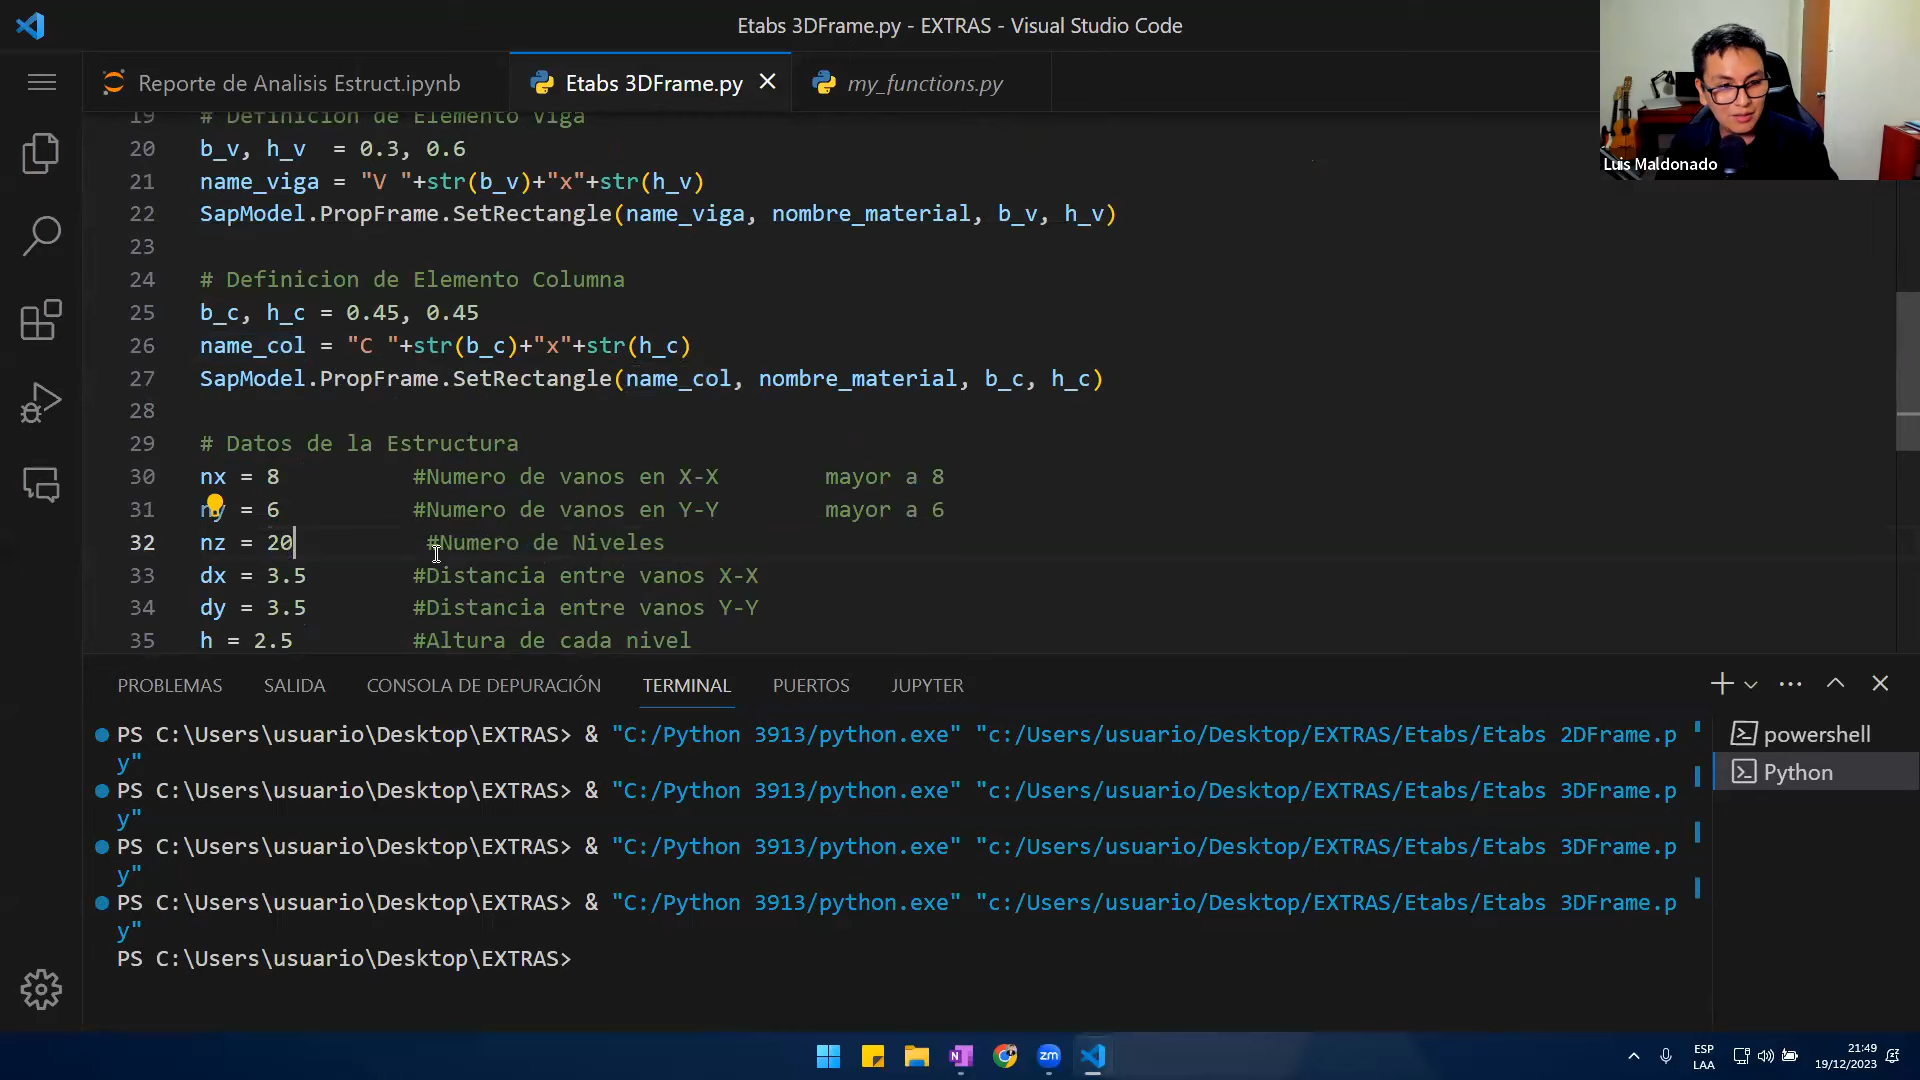 Etabs 3DFrame.py - EXTRAS - Visual Studio Code
Reporte de Analisis Estruct.ipynb
Etabs 3DFrame.py
my_functions.py
Luis Maldonado
19 # Definicion de Elemento Viga
20 b_v, h_v  = 0.3, 0.6
21 name_viga = "V "+str(b_v)+"x"+str(h_v)
22 SapModel.PropFrame.SetRectangle(name_viga, nombre_material, b_v, h_v)
23
24 # Definicion de Elemento Columna
25 b_c, h_c = 0.45, 0.45
26 name_col = "C "+str(b_c)+"x"+str(h_c)
27 SapModel.PropFrame.SetRectangle(name_col, nombre_material, b_c, h_c)
28
29 # Datos de la Estructura
30 nx = 8          #Numero de vanos en X-X        mayor a 8
31 ny = 6          #Numero de vanos en Y-Y        mayor a 6
32 nz = 20          #Numero de Niveles
33 dx = 3.5        #Distancia entre vanos X-X
34 dy = 3.5        #Distancia entre vanos Y-Y
35 h = 2.5         #Altura de cada nivel
PROBLEMAS SALIDA CONSOLA DE DEPURACIÓN TERMINAL PUERTOS JUPYTER
PS C:\Users\usuario\Desktop\EXTRAS> & "C:/Python 3913/python.exe" "c:/Users/usuario/Desktop/EXTRAS/Etabs/Etabs 2DFrame.p
y"
PS C:\Users\usuario\Desktop\EXTRAS> & "C:/Python 3913/python.exe" "c:/Users/usuario/Desktop/EXTRAS/Etabs/Etabs 3DFrame.p
y"
PS C:\Users\usuario\Desktop\EXTRAS> & "C:/Python 3913/python.exe" "c:/Users/usuario/Desktop/EXTRAS/Etabs/Etabs 3DFrame.p
y"
PS C:\Users\usuario\Desktop\EXTRAS> & "C:/Python 3913/python.exe" "c:/Users/usuario/Desktop/EXTRAS/Etabs/Etabs 3DFrame.p
y"
PS C:\Users\usuario\Desktop\EXTRAS>
powershell
Python
zm
ESP
LAA
21:49
19/12/2023